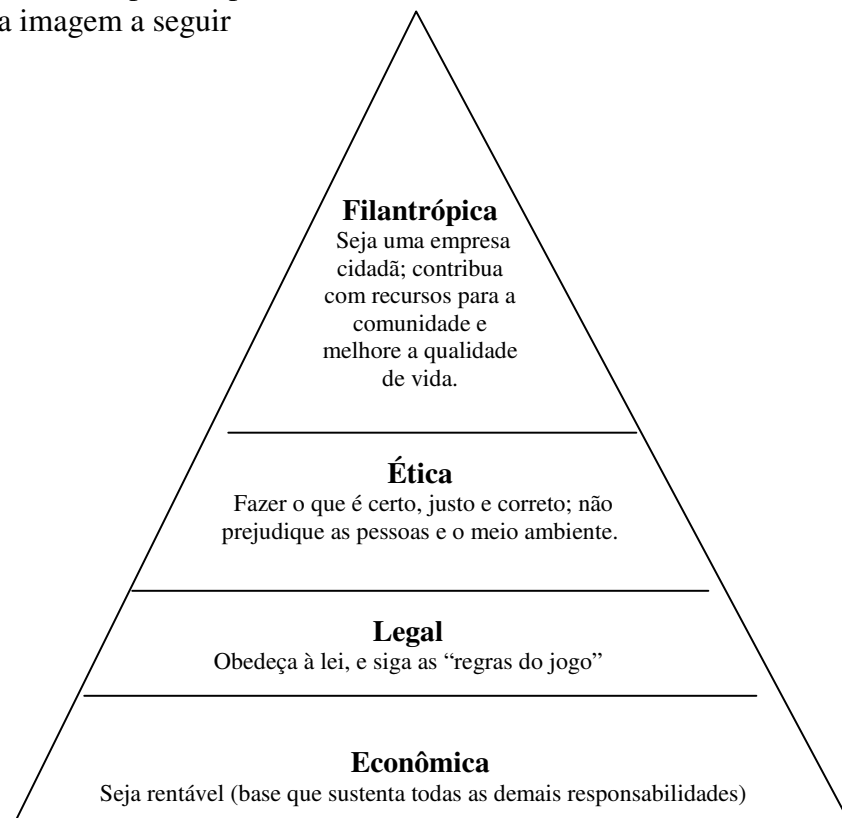 a imagem a seguir
Filantrópica
Seja uma empresa
cidadã; contribua
com recursos para a
comunidade e
melhore a qualidade
de vida.
Ética
Fazer o que é certo, justo e correto; não
prejudique as pessoas e o meio ambiente.
Legal
Obedeça à lei, e siga as “regras do jogo”
Econômica
Seja rentável (base que sustenta todas as demais responsabilidades)